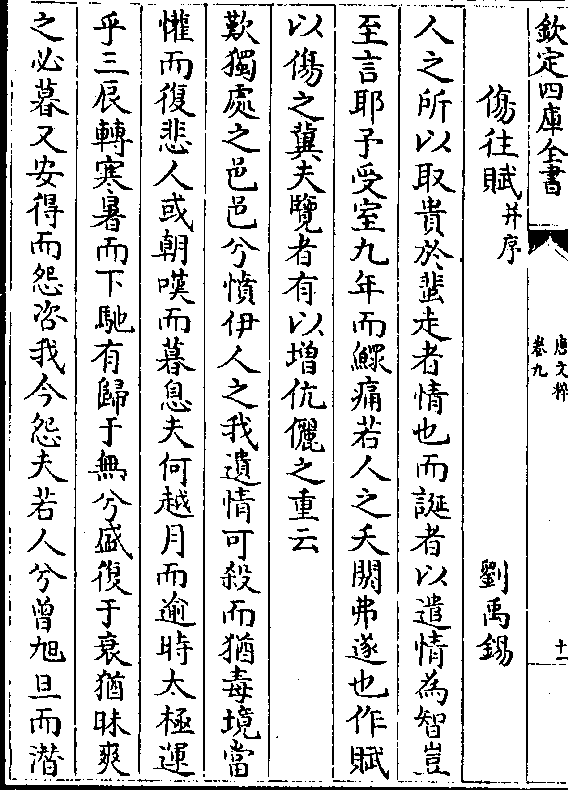 欽定四庫全書
唐文粹
卷九
十一
傷往賦并序
劉禹錫
人之所以取貴於蜚走者情也而誕者以遣情為智豈
至言耶予受室九年而鰥痛若人之夭閼弗遂也作賦
以傷之冀夫覽者有以增伉儷之重云
歎獨處之邑邑兮憤伊人之我遺情可殺而猶毒境當
懽而復悲人或朝嘆而暮息夫何越月而逾時太極運
乎三辰轉寒暑而下馳有歸于無兮盛復于衰猶昧爽
之必暮又安得而怨咨我今怨夫若人兮曾旭旦而潛